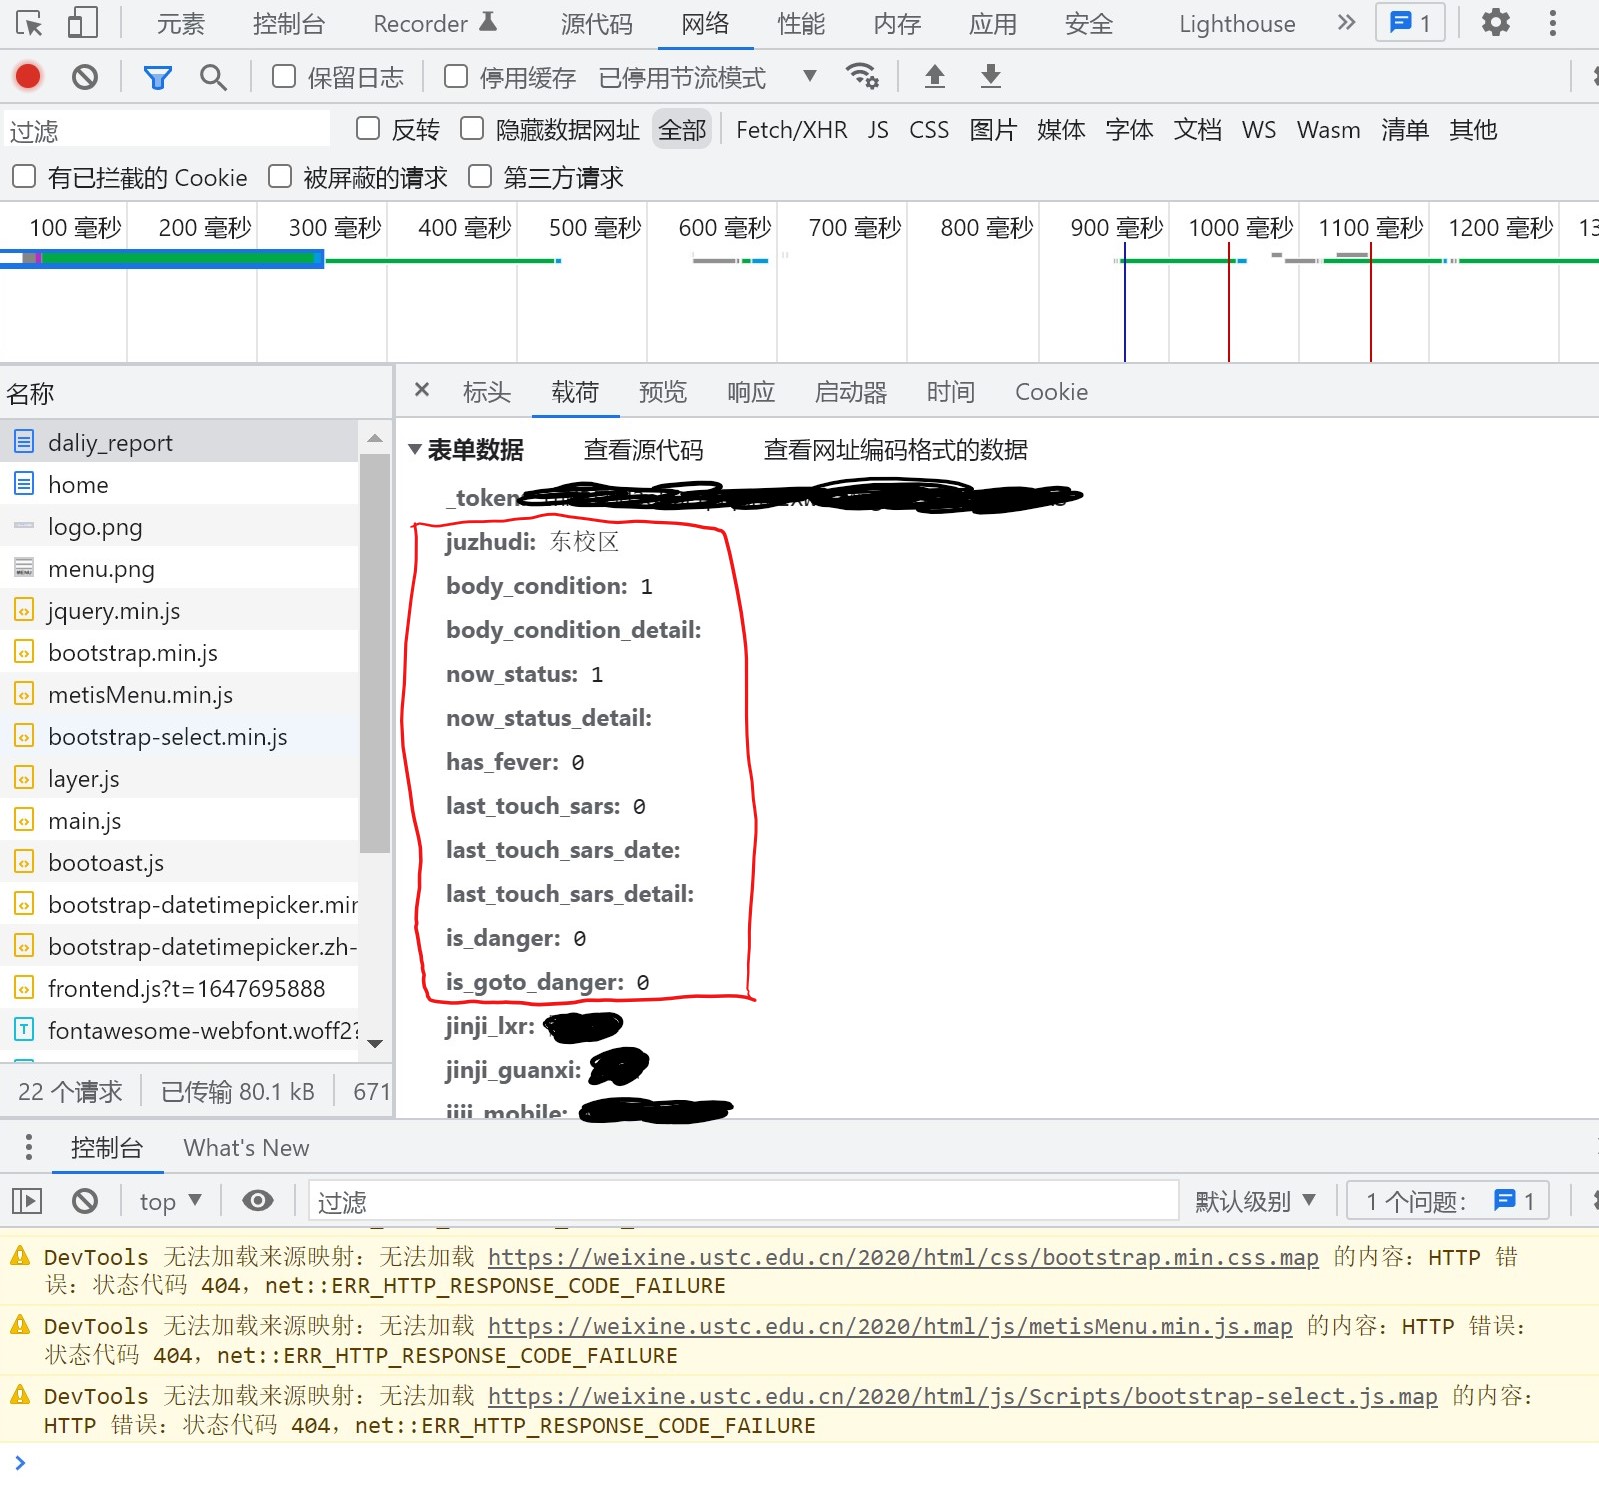 元素 控制台 Recorder 源代码 网络 性能 内存 应用 安全 Lighthouse 1
保留日志 停用缓存 已停用节流模式
过滤 反转 隐藏数据网址 全部 Fetch/XHR JS CSS 图片 媒体 字体 文档 WS Wasm 清单 其他
有已拦截的 Cookie 被屏蔽的请求 第三方请求
100 毫秒 200 毫秒 300 毫秒 400 毫秒 500 毫秒 600 毫秒 700 毫秒 800 毫秒 900 毫秒 1000 毫秒 1100 毫秒 1200 毫秒 13
名称
daliy_report
home
logo.png
menu.png
jquery.min.js
bootstrap.min.js
metisMenu.min.js
bootstrap-select.min.js
layer.js
main.js
bootoast.js
bootstrap-datetimepicker.min
bootstrap-datetimepicker.zh-
frontend.js?t=1647695888
fontawesome-webfont.woff2?
22 个请求 已传输 80.1 kB 671
标头 载荷 预览 响应 启动器 时间 Cookie
表单数据 查看源代码 查看网址编码格式的数据
_token
juzhudi: 东校区
body_condition: 1
body_condition_detail:
now_status: 1
now_status_detail:
has_fever: 0
last_touch_sars: 0
last_touch_sars_date:
last_touch_sars_detail:
is_danger: 0
is_goto_danger: 0
jinji_lxr:
jinji_guanxi:
jiji_mobile:
控制台 What's New
top 过滤 默认级别 1 个问题: 1
DevTools 无法加载来源映射: 无法加载 https://weixine.ustc.edu.cn/2020/html/css/bootstrap.min.css.map 的内容: HTTP 错
误: 状态代码 404, net::ERR_HTTP_RESPONSE_CODE_FAILURE
DevTools 无法加载来源映射: 无法加载 https://weixine.ustc.edu.cn/2020/html/js/metisMenu.min.js.map 的内容: HTTP 错误:
状态代码 404, net::ERR_HTTP_RESPONSE_CODE_FAILURE
DevTools 无法加载来源映射: 无法加载 https://weixine.ustc.edu.cn/2020/html/js/Scripts/bootstrap-select.js.map 的内容:
HTTP 错误: 状态代码 404, net::ERR_HTTP_RESPONSE_CODE_FAILURE